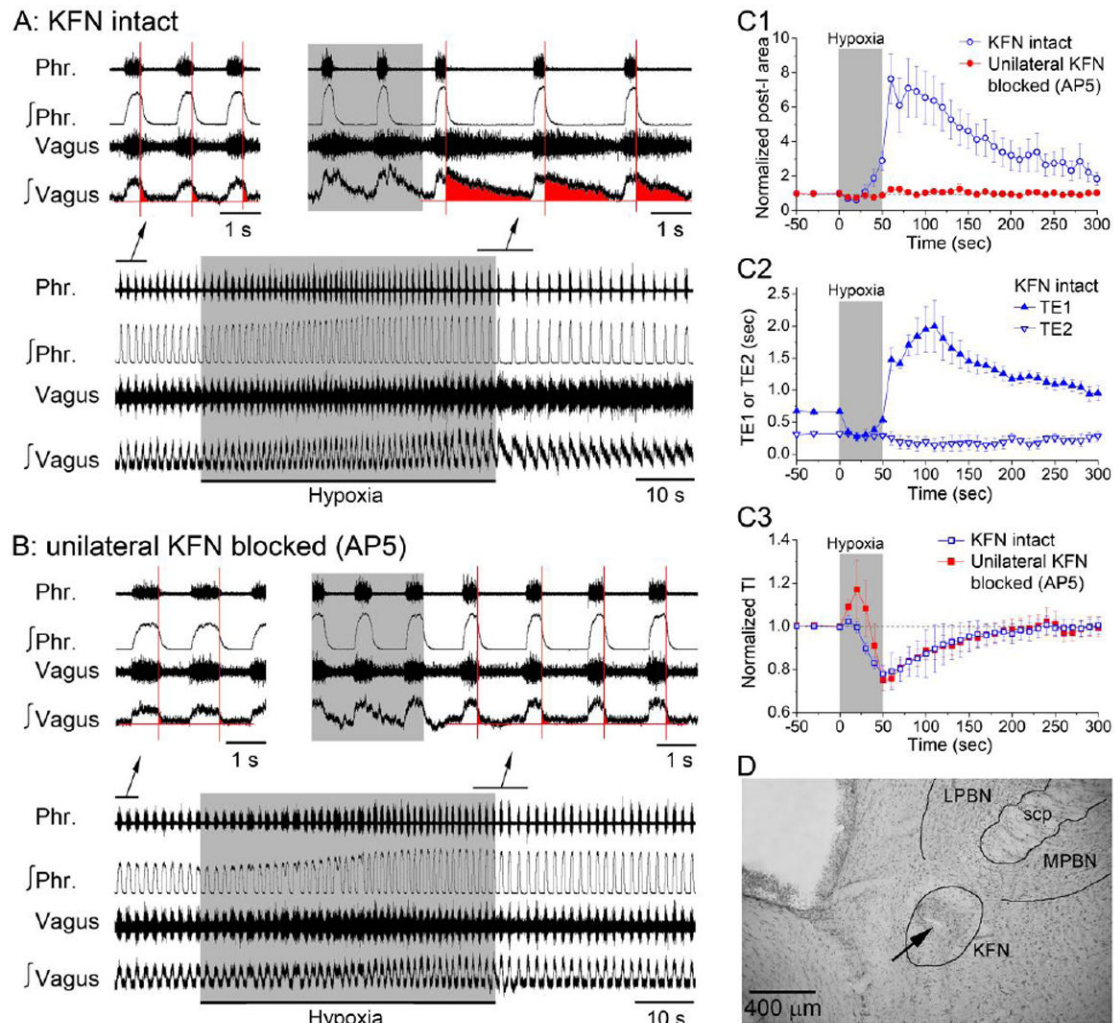 A: KFN intact
Phr.
∫Phr.
Vagus
∫Vagus
1 s
1 s
Phr.
∫Phr.
Vagus
∫Vagus
Hypoxia
10 s
B: unilateral KFN blocked (AP5)
Phr.
∫Phr.
Vagus
∫Vagus
1 s
1 s
Phr.
∫Phr.
Vagus
∫Vagus
Hypoxia
10 s
C1
Hypoxia
KFN intact
Unilateral KFN
blocked (AP5)
Normalized post-I area
10
8
6
4
2
0
-50 0 50 100 150 200 250 300
Time (sec)
C2
Hypoxia
KFN intact
TE1
TE2
TE1 or TE2 (sec)
2.5
2.0
1.5
1.0
0.5
0.0
-50 0 50 100 150 200 250 300
Time (sec)
C3
Hypoxia
KFN intact
Unilateral KFN
blocked (AP5)
Normalized TI
1.4
1.2
1.0
0.8
0.6
-50 0 50 100 150 200 250 300
Time (sec)
D
LPBN
scp
MPBN
KFN
400 μm